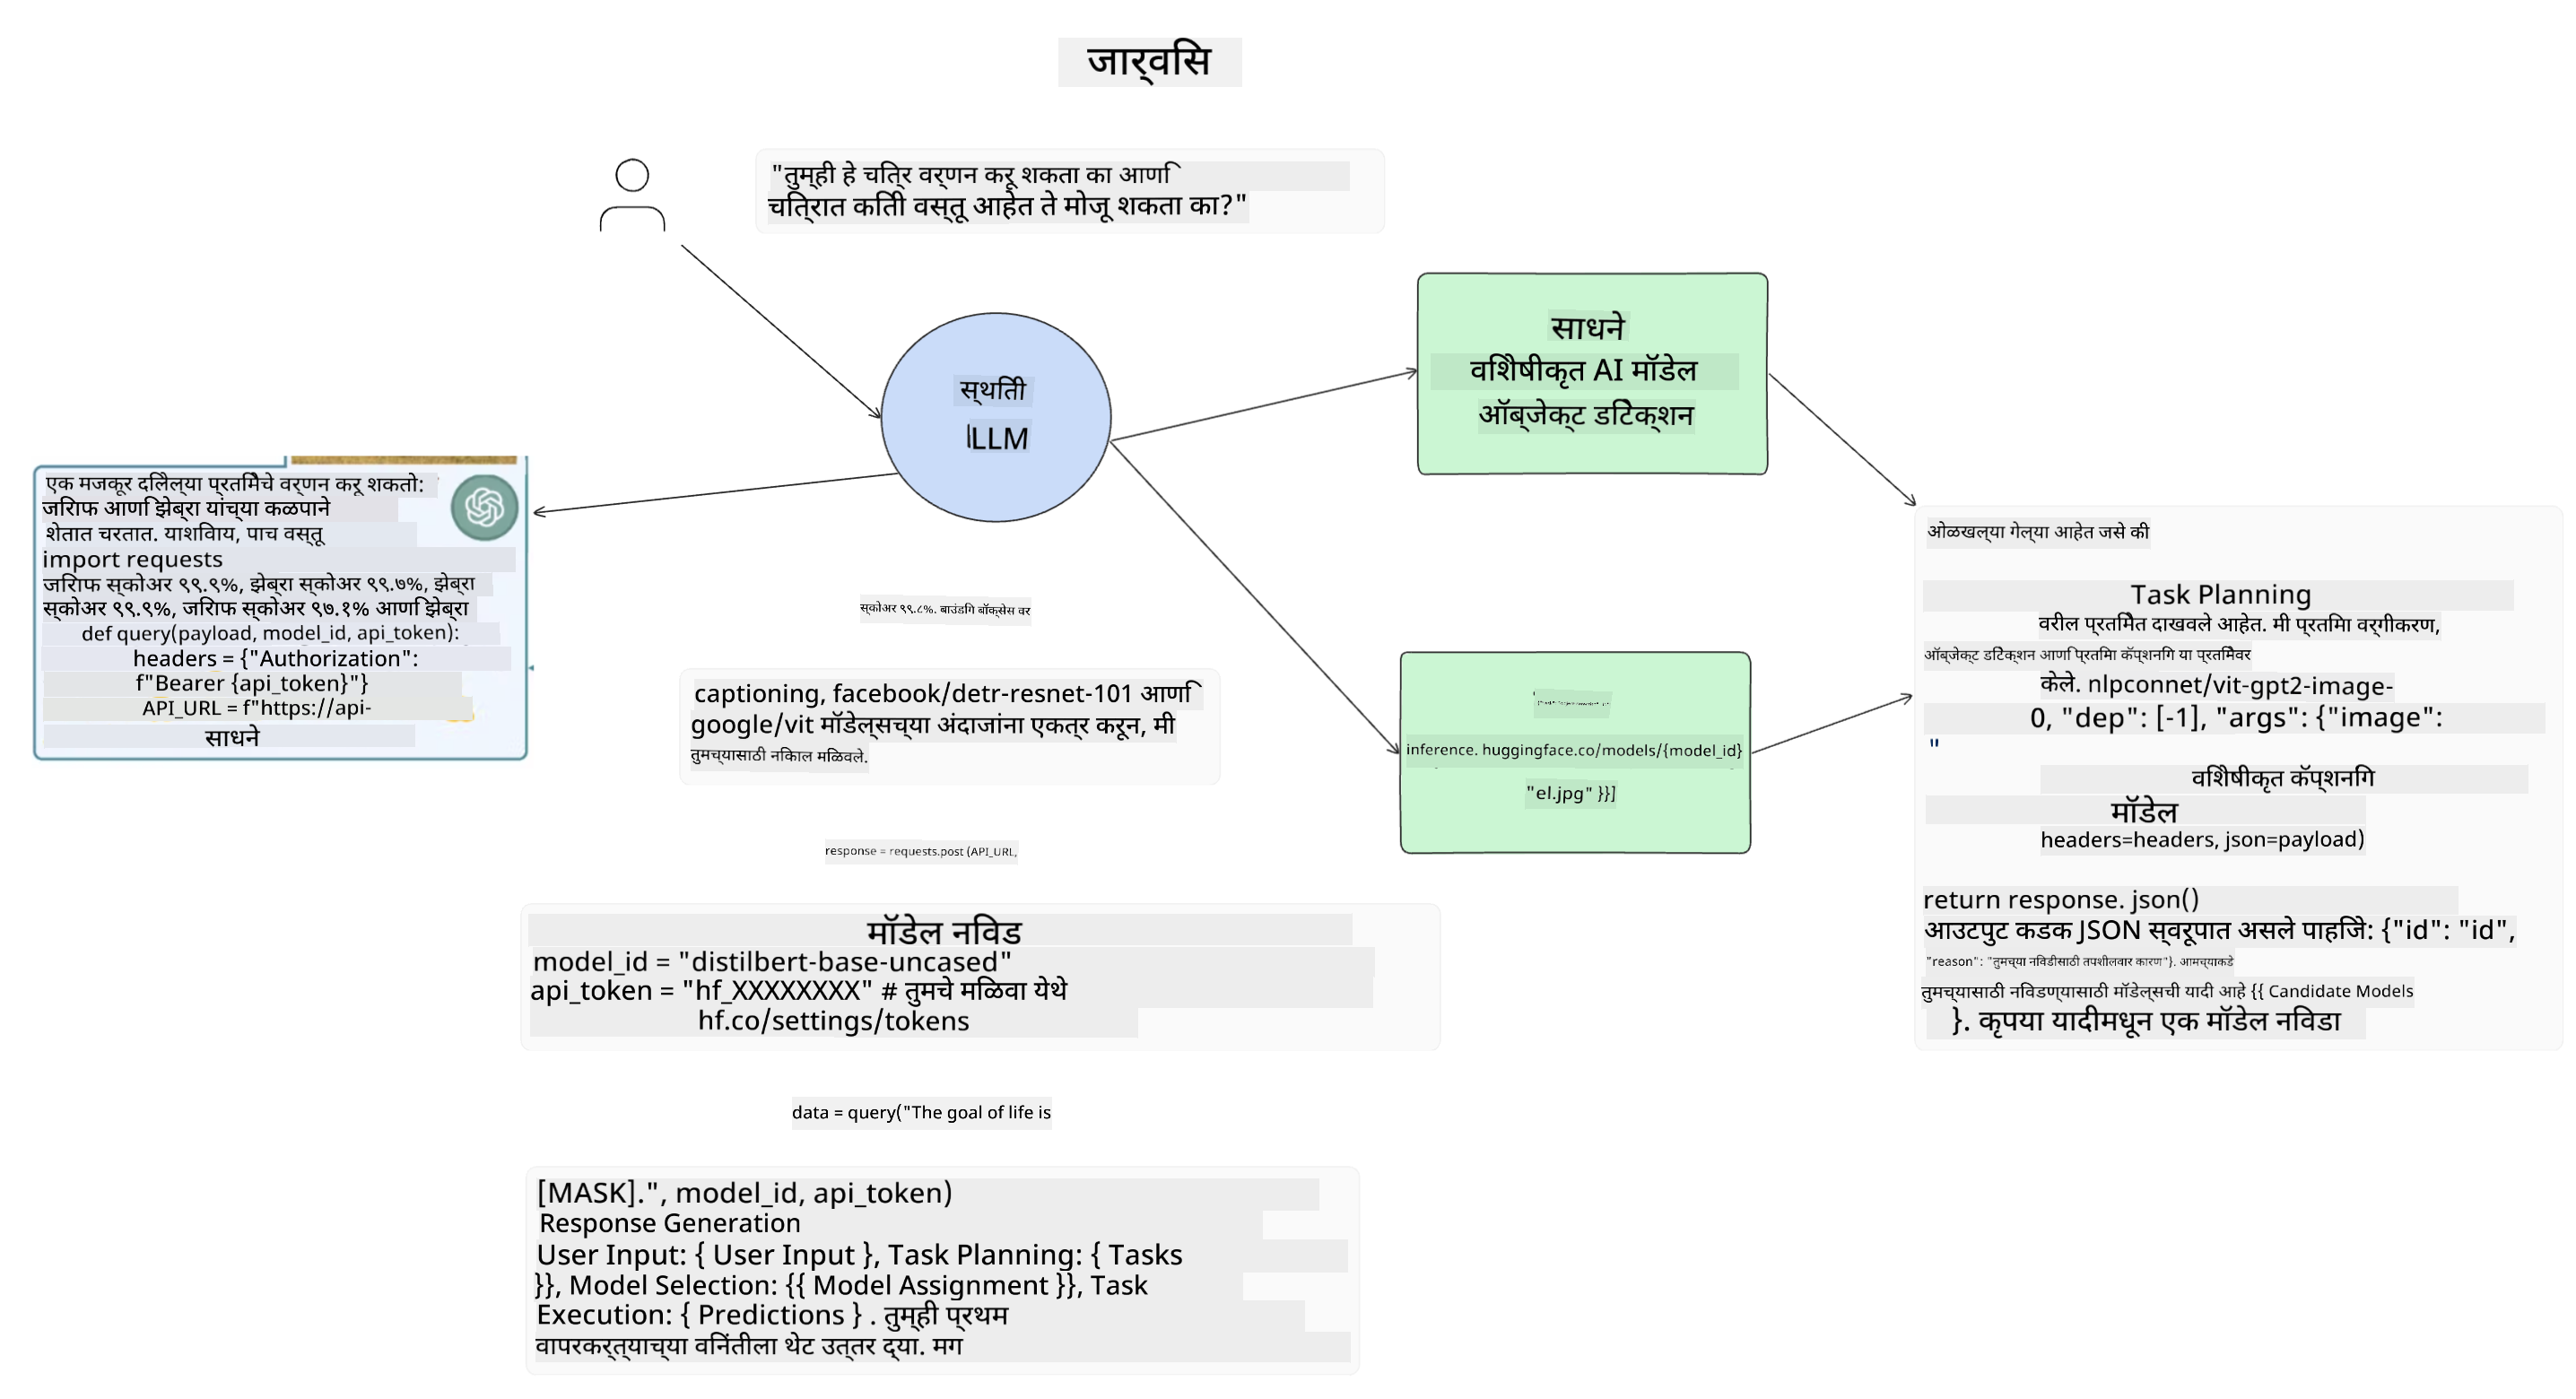 जार्विस
"तुम्ही हे चित्र वर्णन करू शकता का आणि
चित्रात किती वस्तू आहेत ते मोजू शकता का?"
स्थिती
LLM
साधने
विशेषीकृत AI मॉडेल
ऑब्जेक्ट डिटेक्शन
एक मजकूर दिलेल्या प्रतिमेचे वर्णन करू शकतो:
जिराफ आणि झेब्रा यांच्या कळपाने
शेतात चरतात. याशिवाय, पाच वस्तू
import requests
जिराफ स्कोअर ९९.९%, झेब्रा स्कोअर ९९.७%, झेब्रा
स्कोअर ९९.९%, जिराफ स्कोअर ९७.१% आणि झेब्रा
def query(payload, model_id, api_token):
headers = {"Authorization":
f"Bearer {api_token}"}
API_URL = f"https://api-
साधने
स्कोअर ९९.८%. बाउंडिंग बॉक्सेस वर
captioning, facebook/detr-resnet-101 आणि
google/vit मॉडेल्सच्या अंदाजांना एकत्र करून, मी
तुमच्यासाठी निकाल मिळवले.
inference. huggingface.co/models/{model_id}
"el.jpg" }}]
ओळखल्या गेल्या आहेत जसे की
Task Planning
वरील प्रतिमेत दाखवले आहेत. मी प्रतिमा वर्गीकरण,
ऑब्जेक्ट डिटेक्शन आणि प्रतिमा कॅप्शनिंग या प्रतिमेवर
केले. nlpconnet/vit-gpt2-image-
0, "dep": [-1], "args": {"image":
"
विशेषीकृत कॅप्शनिंग
मॉडेल
headers=headers, json=payload)
return response. json()
आउटपुट कडक JSON स्वरूपात असले पाहिजे: {"id": "id",
"reason": "तुमच्या निवडीसाठी तपशीलवार कारण"}. आमच्याकडे
तुमच्यासाठी निवडण्यासाठी मॉडेल्सची यादी आहे {{ Candidate Models
}. कृपया यादीमधून एक मॉडेल निवडा
response = requests.post (API_URL,
मॉडेल निवड
model_id = "distilbert-base-uncased"
api_token = "hf_XXXXXXXX" # तुमचे मिळवा येथे
hf.co/settings/tokens
data = query("The goal of life is
[MASK].", model_id, api_token)
Response Generation
User Input: { User Input }, Task Planning: { Tasks
}}, Model Selection: {{ Model Assignment }}, Task
Execution: { Predictions } . तुम्ही प्रथम
वापरकर्त्याच्या विनंतीला थेट उत्तर द्या. मग